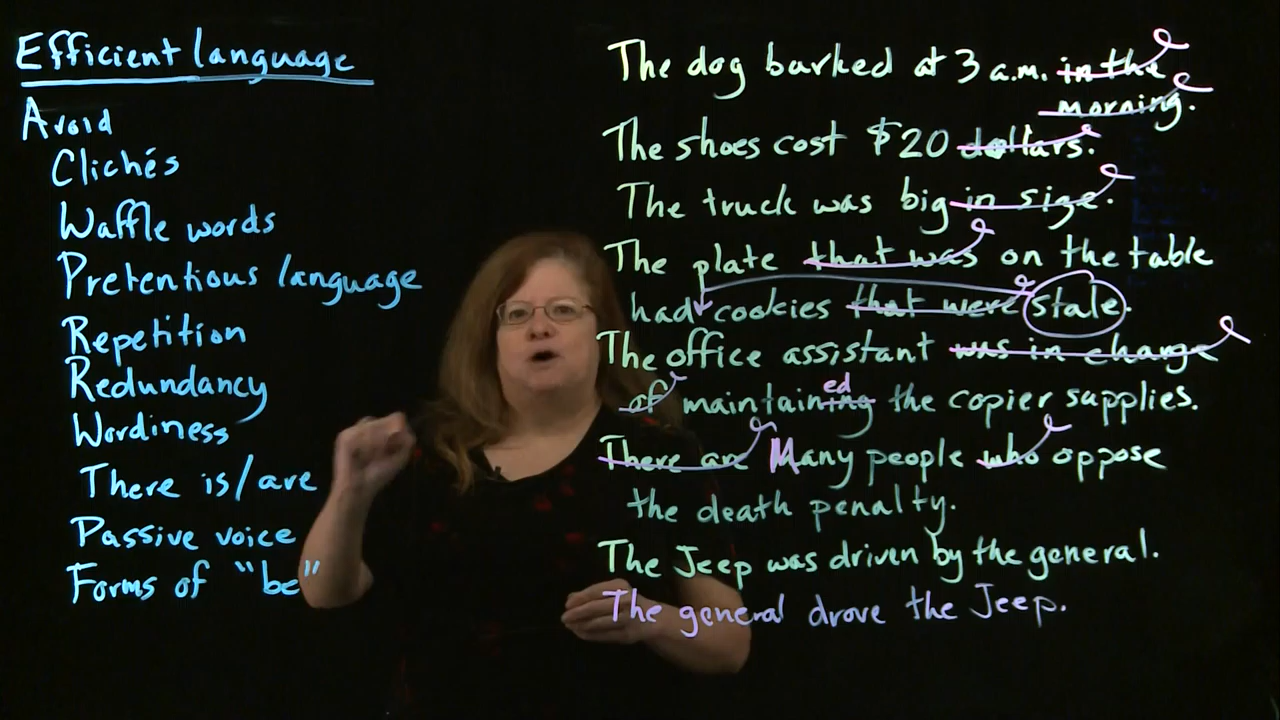 Efficient language
Avoid
Clichés
Waffle words
Pretentious language
Repetition
Redundancy
Wordiness
There is/are
Passive voice
Forms of "be"
The dog barked at 3 a.m. in the
morning.
The shoes cost $20 dollars.
The truck was big in size.
The plate that was on the table
had cookies that were stale.
The office assistant was in charge
ed
of maintaining the copier supplies.
There are Many people who oppose
the death penalty.
The Jeep was driven by the general.
The general drove the Jeep.